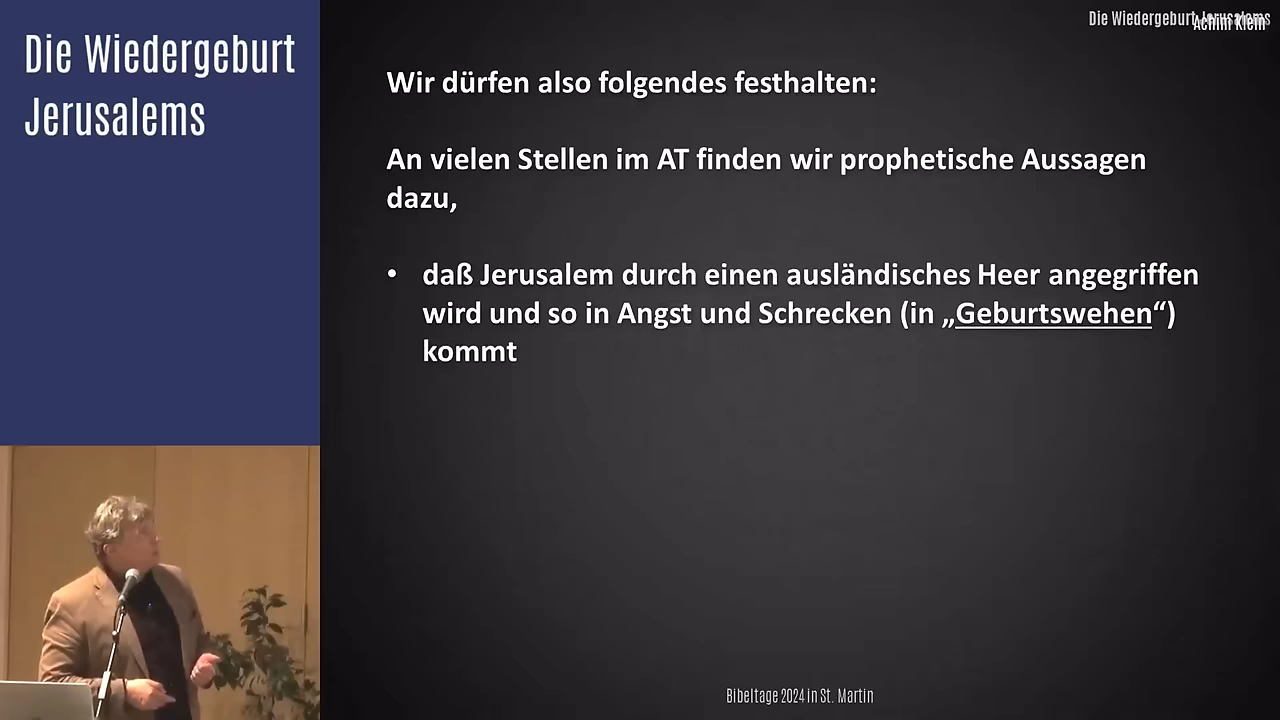 Die Wiedergeburt
Jerusalems
Die Wiedergeburt Jerusalems
Achim Klein
Wir dürfen also folgendes festhalten:
An vielen Stellen im AT finden wir prophetische Aussagen
dazu,
• daß Jerusalem durch einen ausländisches Heer angegriffen
wird und so in Angst und Schrecken (in „Geburtswehen“)
kommt
Bibeltage 2024 in St. Martin